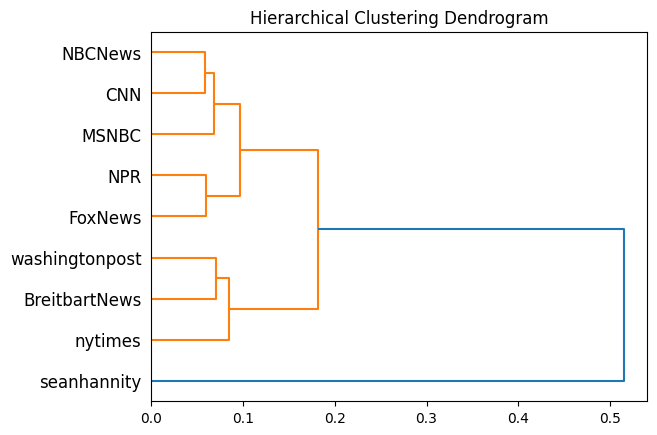 Hierarchical Clustering Dendrogram
NBCNews
CNN
MSNBC
NPR
FoxNews
washingtonpost
BreitbartNews
nytimes
seanhannity
0.0 0.1 0.2 0.3 0.4 0.5